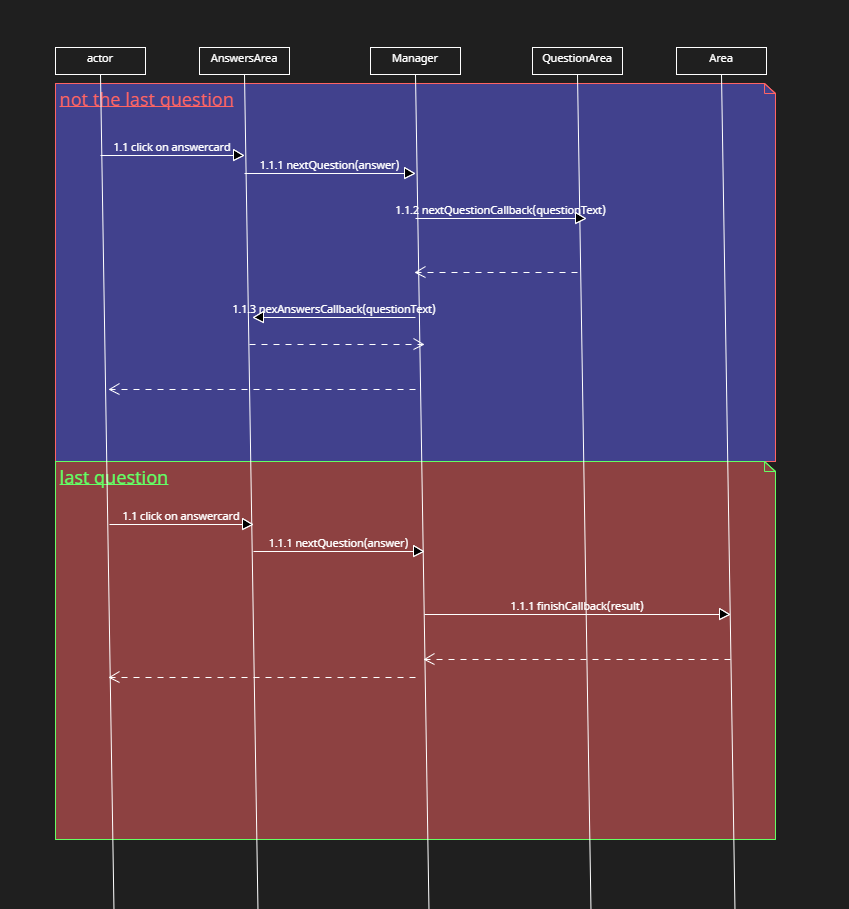 actor
AnswersArea
Manager
QuestionArea
Area
not the last question
1.1 click on answercard
1.1.1 nextQuestion(answer)
1.1.2 nextQuestionCallback(questionText)
1.1.3 nexAnswersCallback(questionText)
last question
1.1 click on answercard
1.1.1 nextQuestion(answer)
1.1.1 finishCallback(result)